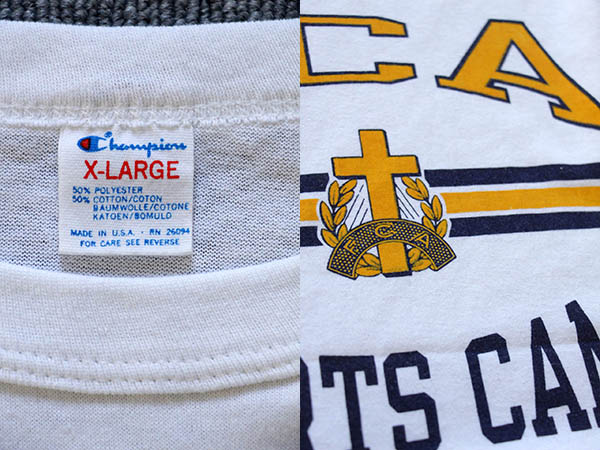 Champion
X-LARGE
50% POLYESTER
50% COTTON/COTON
BAUMWOLLE/COTONE
KATOEN/BOMULD
MADE IN U.S.A. · RN 26094
FOR CARE SEE REVERSE
CA
FCA
RTS CAM